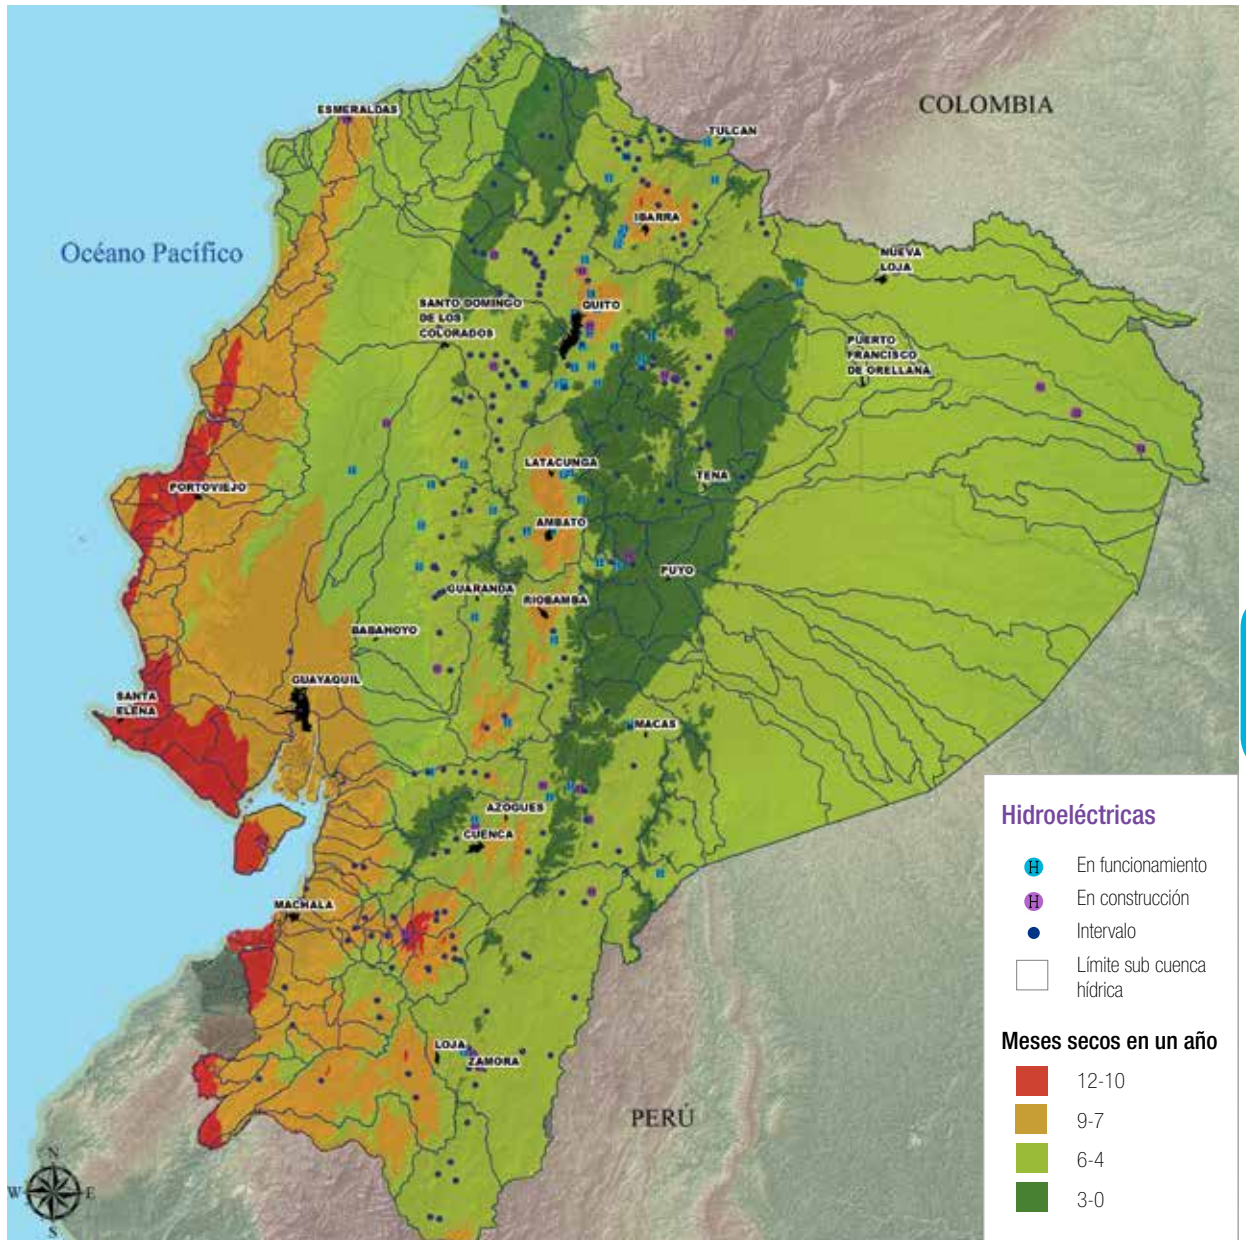 COLOMBIA
ESMERALDAS
TULCAN
IBARRA
Océano Pacífico
NUEVA
LOJA
SANTO DOMINGO
DE LOS
COLORADOS
QUITO
PUERTO
FRANCISCO
DE ORELLANA
LATACUNGA
TENA
PORTOVIEJO
AMBATO
PUYO
GUARANDA
RIOBAMBA
BABAHOYO
GUAYAQUIL
SANTA
ELENA
MACAS
AZOGUES
CUENCA
MACHALA
LOJA
ZAMORA
PERÚ
N
W
E
S
Hidroeléctricas
H En funcionamiento
H En construcción
Intervalo
Límite sub cuenca
hídrica
Meses secos en un año
12-10
9-7
6-4
3-0